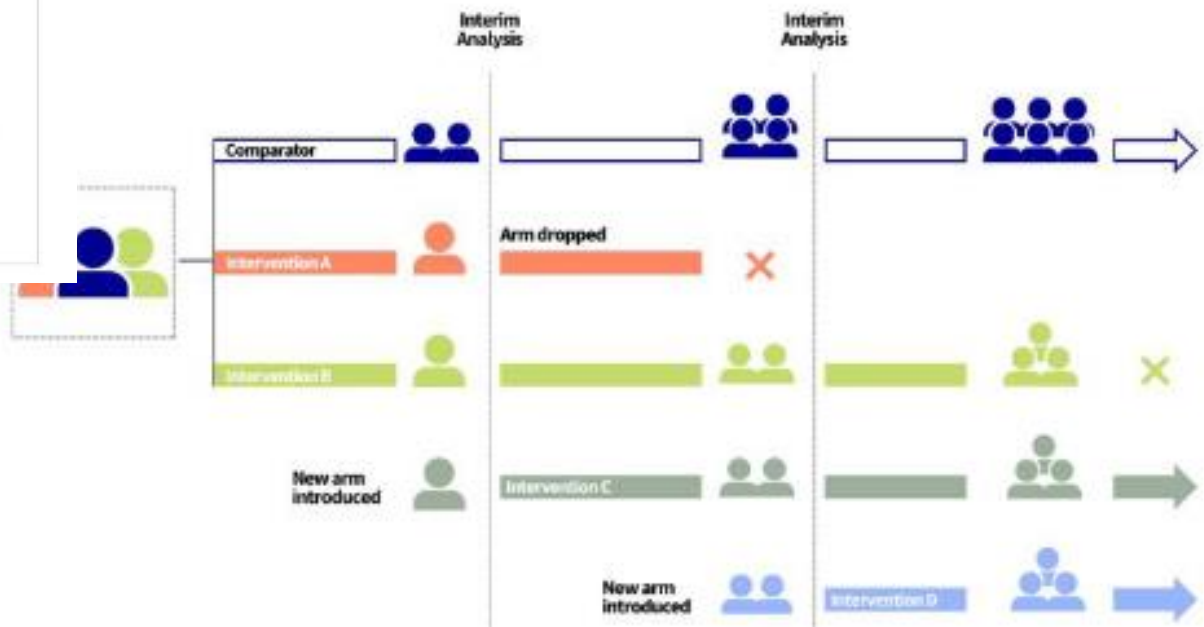 Interim
Analysis
Interim
Analysis
Comparator
Arm dropped
Intervention A
Intervention B
New arm
introduced
Intervention C
New arm
introduced
Intervention D